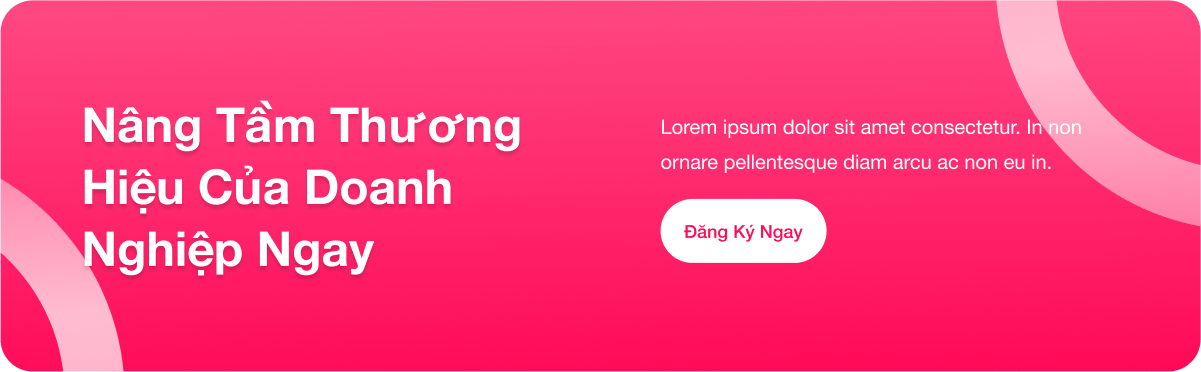 Nâng Tầm Thương
Hiệu Của Doanh
Nghiệp Ngay
Lorem ipsum dolor sit amet consectetur. In non
ornare pellentesque diam arcu ac non eu in.
Đăng Ký Ngay